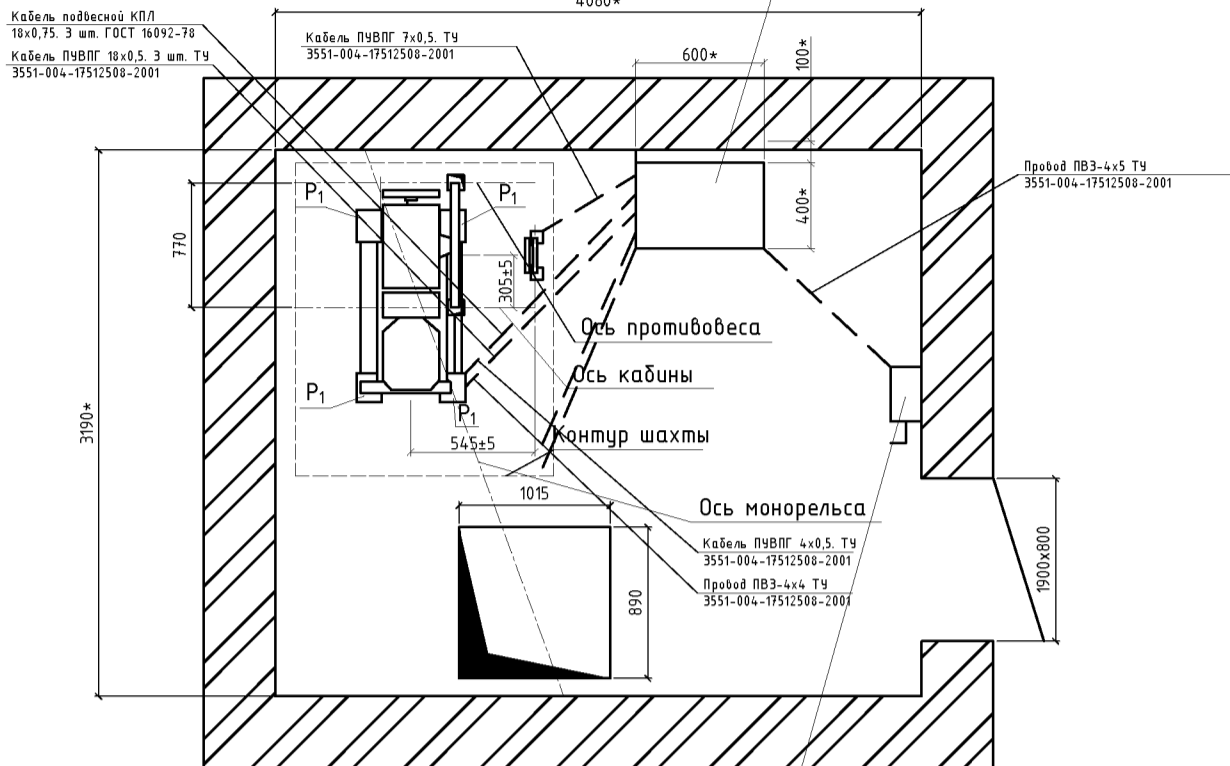 4080*
Кабель подвесной КПЛ
18х0,75. 3 шт. ГОСТ 16092-78
Кабель ПУВПГ 18х0,5. 3 шт. ТУ
3551-004-17512508-2001
Кабель ПУВПГ 7х0,5. ТУ
3551-004-17512508-2001
600*
100*
Провод ПВ3-4х5 ТУ
3551-004-17512508-2001
P1
P1
400*
770
305±5
Ось противовеса
Ось кабины
P1
P1
Контур шахты
545±5
3190*
1015
Ось монорельса
Кабель ПУВПГ 4х0,5. ТУ
3551-004-17512508-2001
Провод ПВ3-4х4 ТУ
3551-004-17512508-2001
890
1900х800